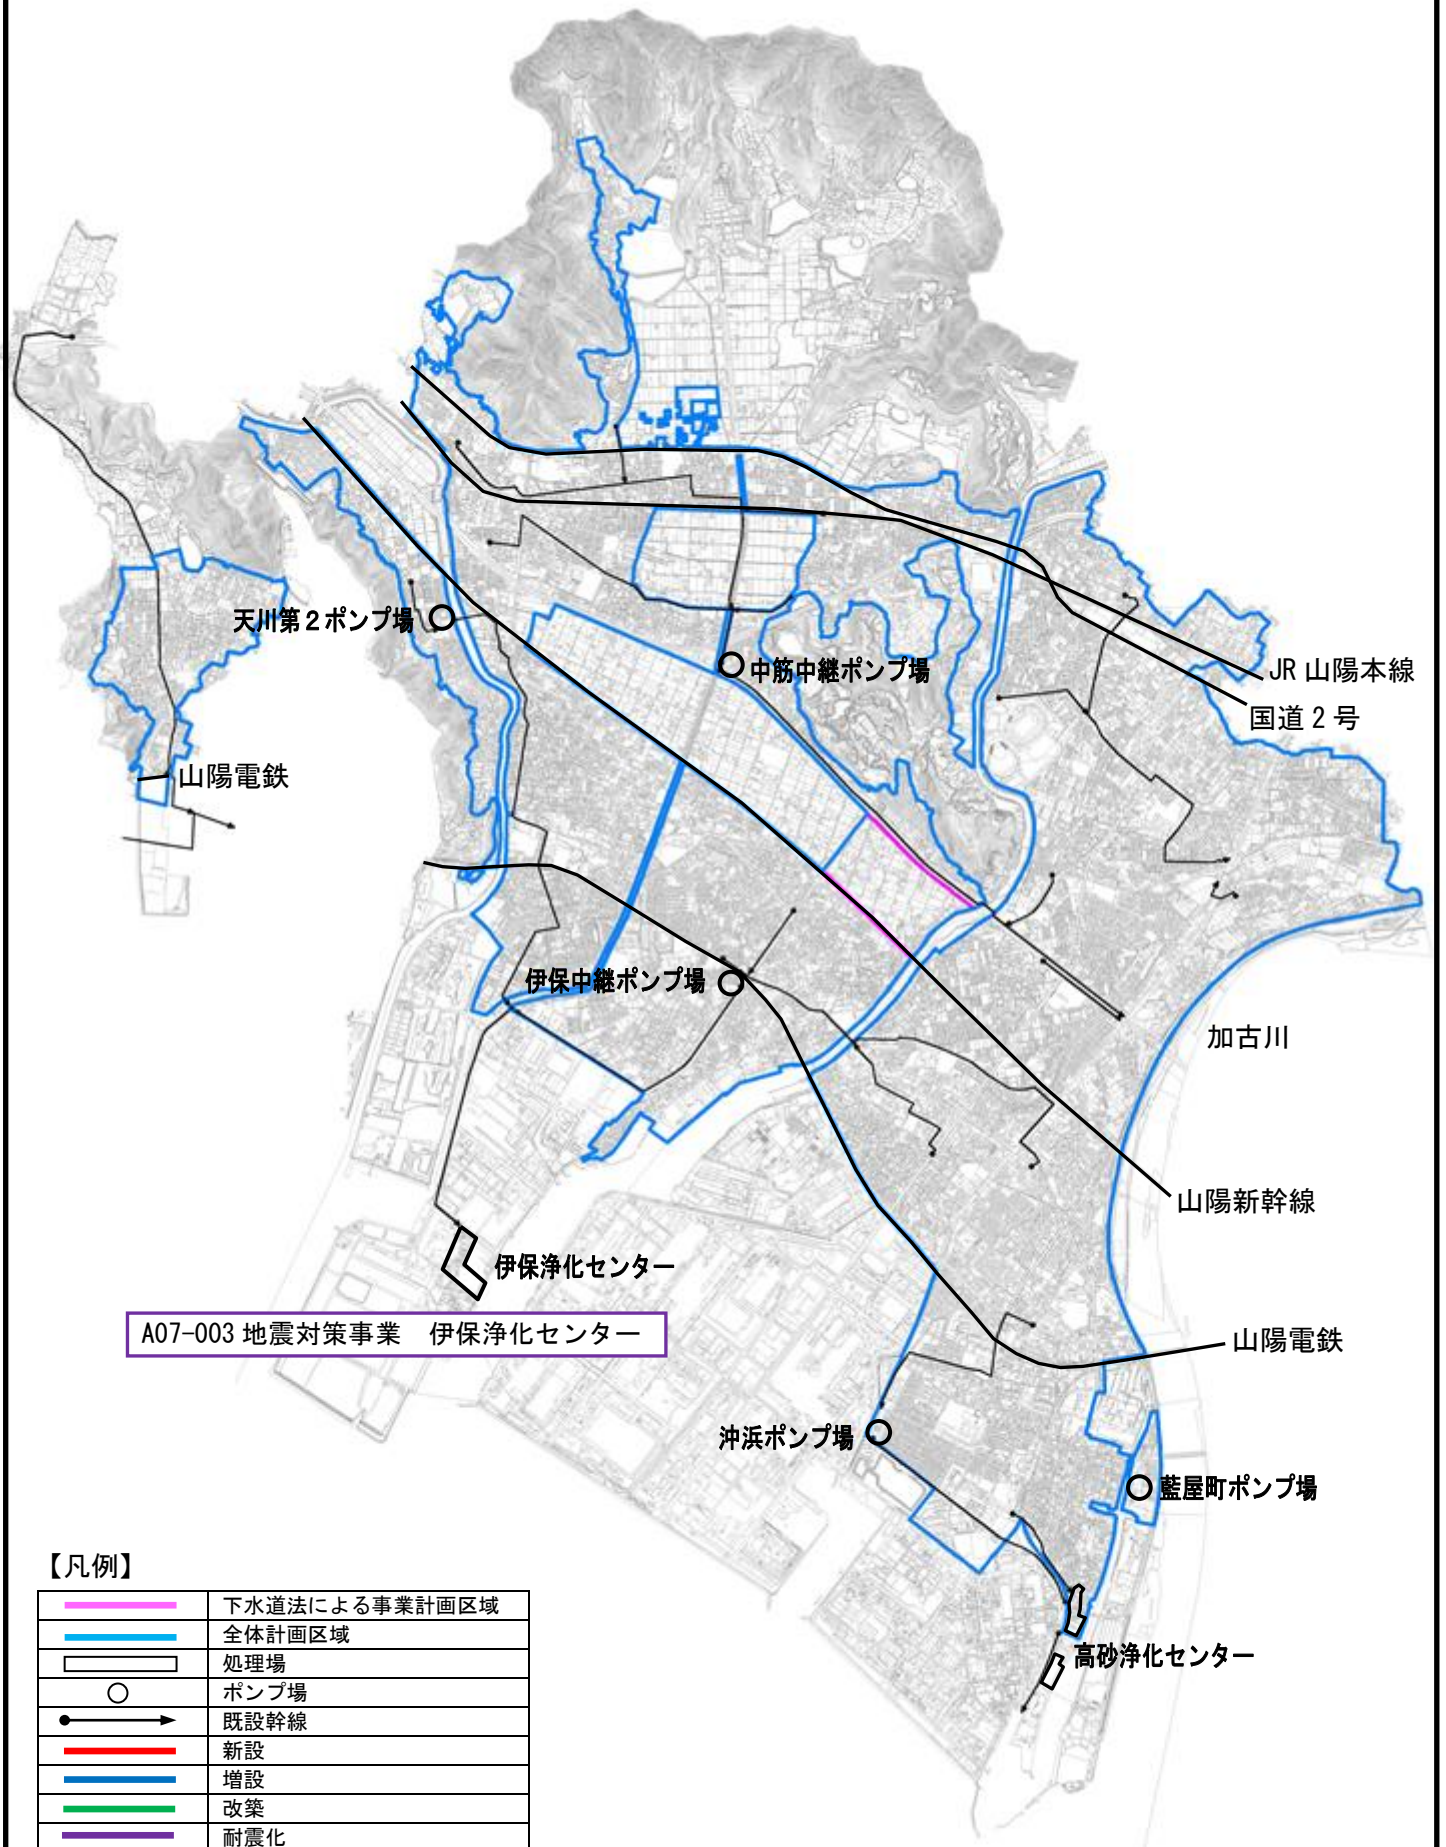 天川第2ポンプ場
中筋中継ポンプ場
JR 山陽本線
国道2号
山陽電鉄
伊保中継ポンプ場
加古川
山陽新幹線
伊保浄化センター
A07-003 地震対策事業　伊保浄化センター
山陽電鉄
沖浜ポンプ場
藍屋町ポンプ場
高砂浄化センター
【凡例】
下水道法による事業計画区域
全体計画区域
処理場
ポンプ場
既設幹線
新設
増設
改築
耐震化